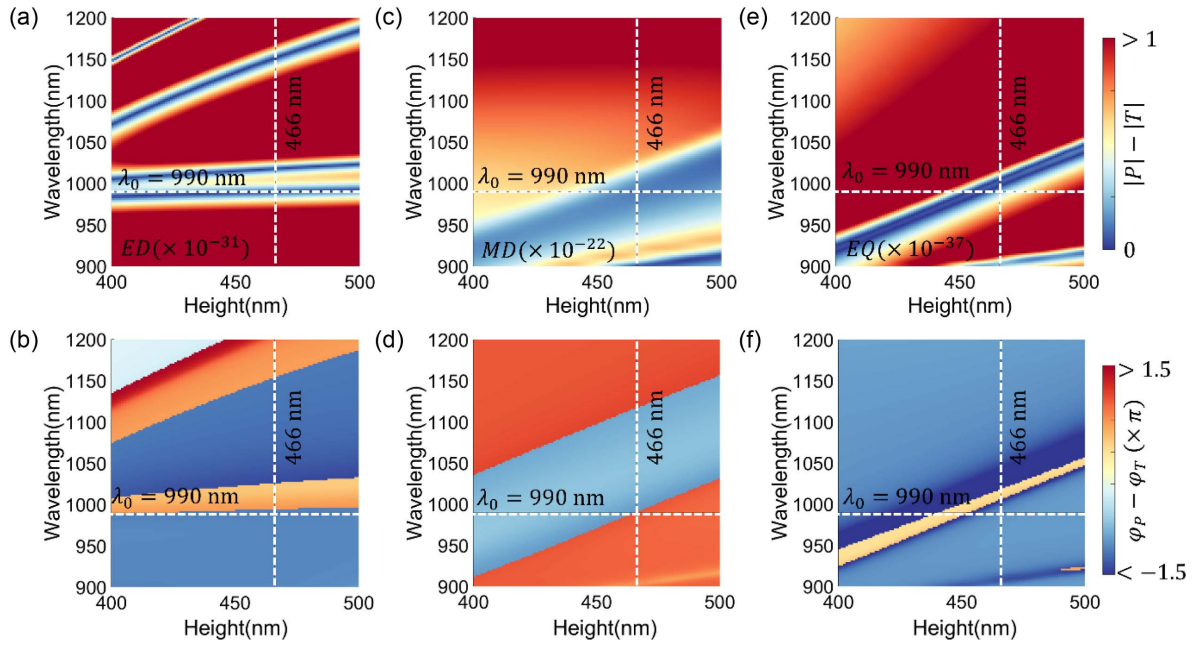 (a)
1200
1150
1100
1050
1000
950
900
Wavelength(nm)
466 nm
λ₀ = 990 nm
ED(× 10⁻³¹)
400
450
500
Height(nm)
(c)
1200
1150
1100
1050
1000
950
900
Wavelength(nm)
466 nm
λ₀ = 990 nm
MD(× 10⁻²²)
400
450
500
Height(nm)
(e)
1200
1150
1100
1050
1000
950
900
Wavelength(nm)
466 nm
λ₀ = 990 nm
EQ(× 10⁻³⁷)
400
450
500
Height(nm)
> 1
|P| − |T|
0
(b)
1200
1150
1100
1050
1000
950
900
Wavelength(nm)
466 nm
λ₀ = 990 nm
400
450
500
Height(nm)
(d)
1200
1150
1100
1050
1000
950
900
Wavelength(nm)
466 nm
λ₀ = 990 nm
400
450
500
Height(nm)
(f)
1200
1150
1100
1050
1000
950
900
Wavelength(nm)
466 nm
λ₀ = 990 nm
400
450
500
Height(nm)
> 1.5
φ_P − φ_T (× π)
< −1.5